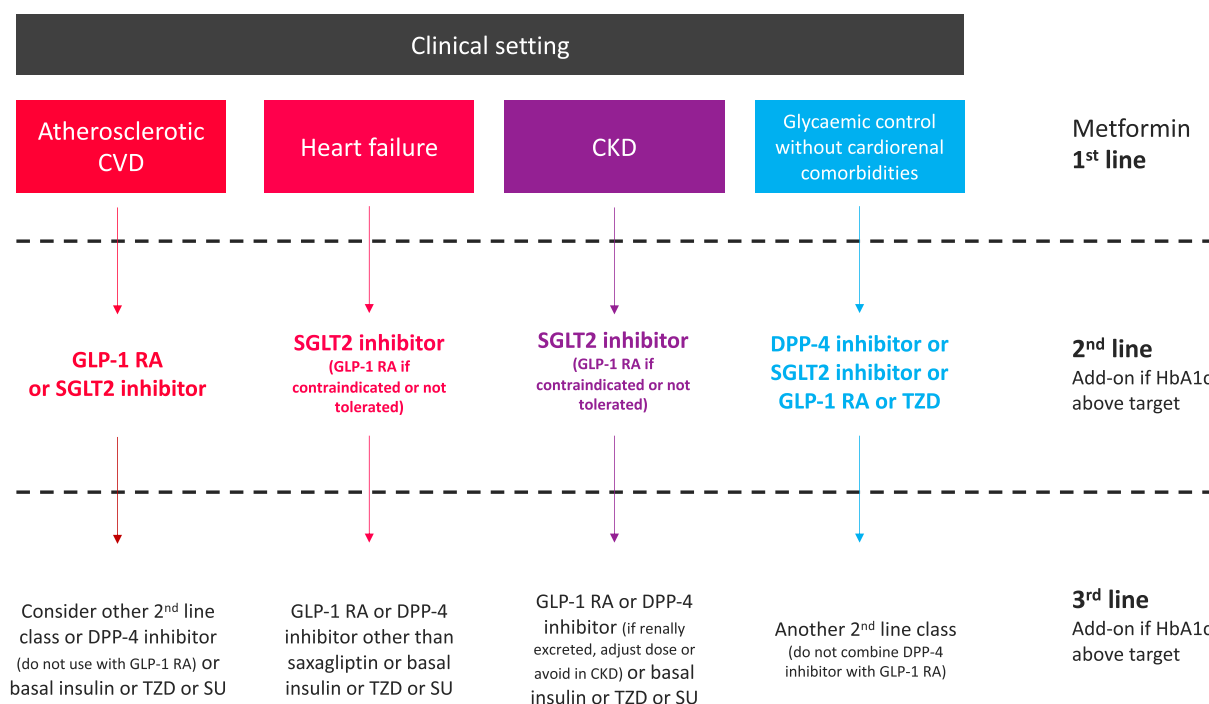 Clinical setting
Atherosclerotic
CVD
Heart failure
CKD
Glycaemic control
without cardiorenal
comorbidities
Metformin
1st line
GLP-1 RA
or SGLT2 inhibitor
SGLT2 inhibitor
(GLP-1 RA if
contraindicated or not
tolerated)
SGLT2 inhibitor
(GLP-1 RA if
contraindicated or not
tolerated)
DPP-4 inhibitor or
SGLT2 inhibitor or
GLP-1 RA or TZD
2nd line
Add-on if HbA1c
above target
Consider other 2nd line
class or DPP-4 inhibitor
(do not use with GLP-1 RA) or
basal insulin or TZD or SU
GLP-1 RA or DPP-4
inhibitor other than
saxagliptin or basal
insulin or TZD or SU
GLP-1 RA or DPP-4
inhibitor (if renally
excreted, adjust dose or
avoid in CKD) or basal
insulin or TZD or SU
Another 2nd line class
(do not combine DPP-4
inhibitor with GLP-1 RA)
3rd line
Add-on if HbA1c
above target